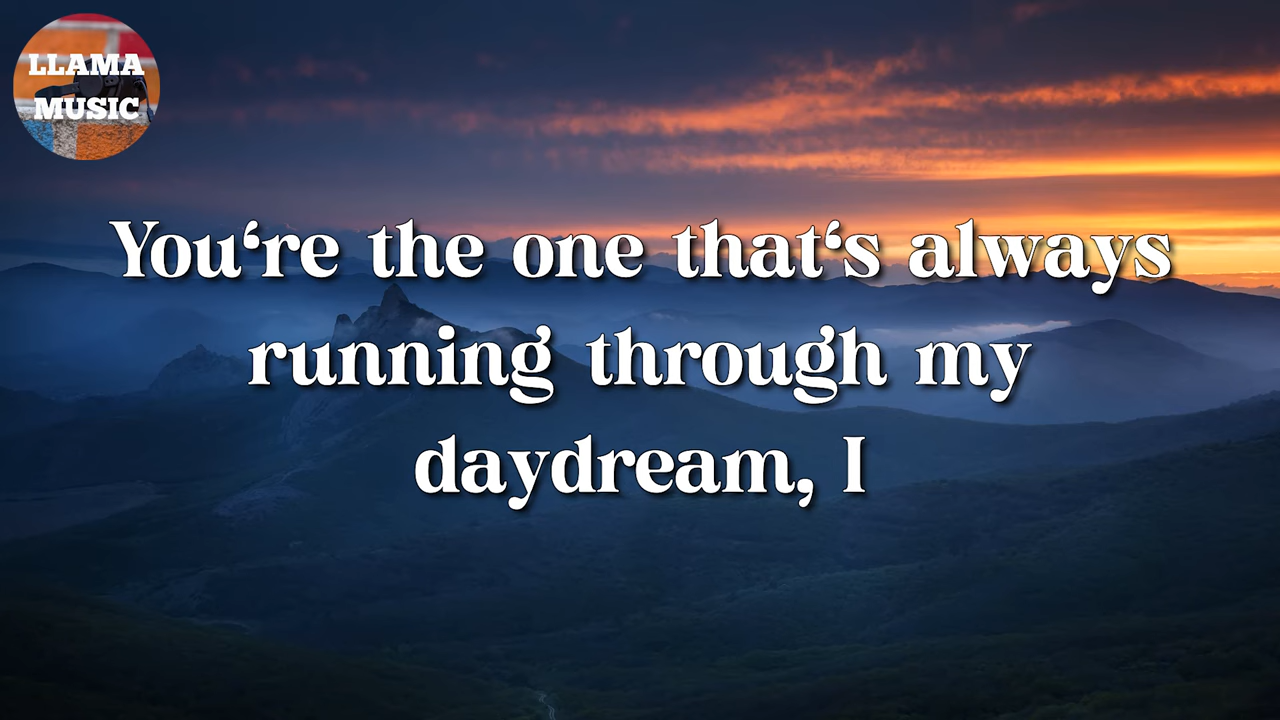 LLAMA
MUSIC
You‘re the one that‘s always
running through my
daydream, I